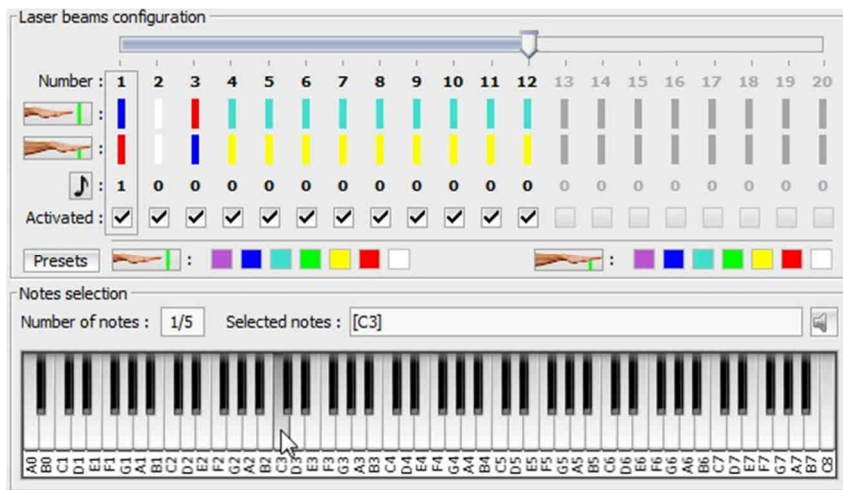 Laser beams configuration
Number : 1 2 3 4 5 6 7 8 9 10 11 12 13 14 15 16 17 18 19 20
:
:
: 1 0 0 0 0 0 0 0 0 0 0 0 0 0 0 0 0 0 0 0
Activated :
Presets : :
Notes selection
Number of notes : 1/5 Selected notes : [C3]
A0 B0 C1 D1 E1 F1 G1 A1 B1 C2 D2 E2 F2 G2 A2 B2 C3 D3 E3 F3 G3 A3 B3 C4 D4 E4 F4 G4 A4 B4 C5 D5 E5 F5 G5 A5 B5 C6 D6 E6 F6 G6 A6 B6 C7 D7 E7 F7 G7 A7 B7 C8